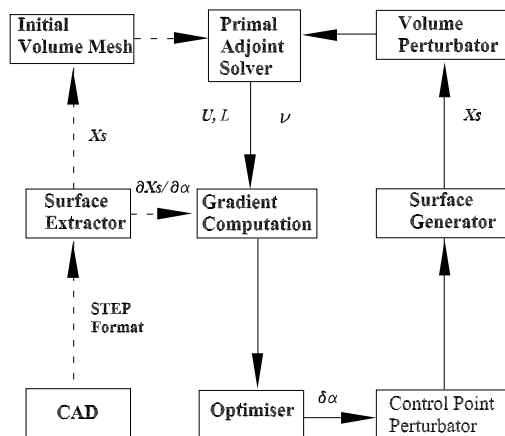 Initial
Volume Mesh
Primal
Adjoint
Solver
Volume
Perturbator
U, L
ν
Xs
Xs
∂Xs/∂α
Surface
Extractor
Gradient
Computation
Surface
Generator
STEP
Format
CAD
Optimiser
δα
Control Point
Perturbator